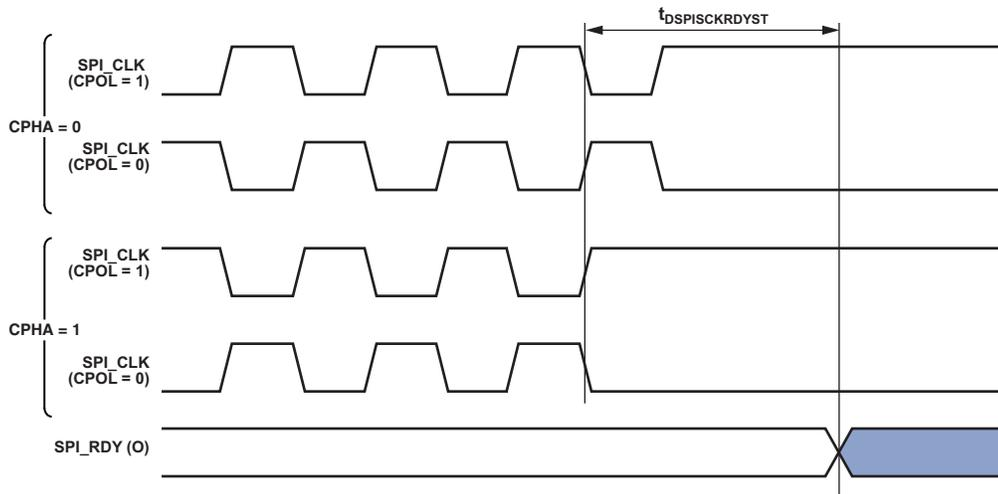 tDSPISCKRDYST
SPI_CLK
(CPOL = 1)
CPHA = 0
SPI_CLK
(CPOL = 0)
SPI_CLK
(CPOL = 1)
CPHA = 1
SPI_CLK
(CPOL = 0)
SPI_RDY (O)